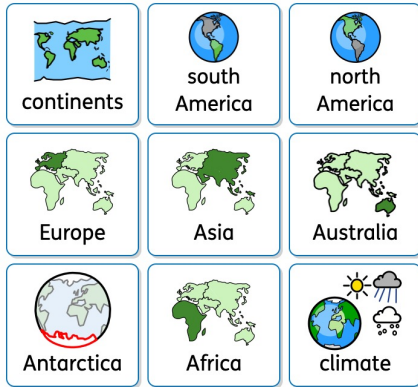 continents
south
America
north
America
Europe
Asia
Australia
Antarctica
Africa
climate